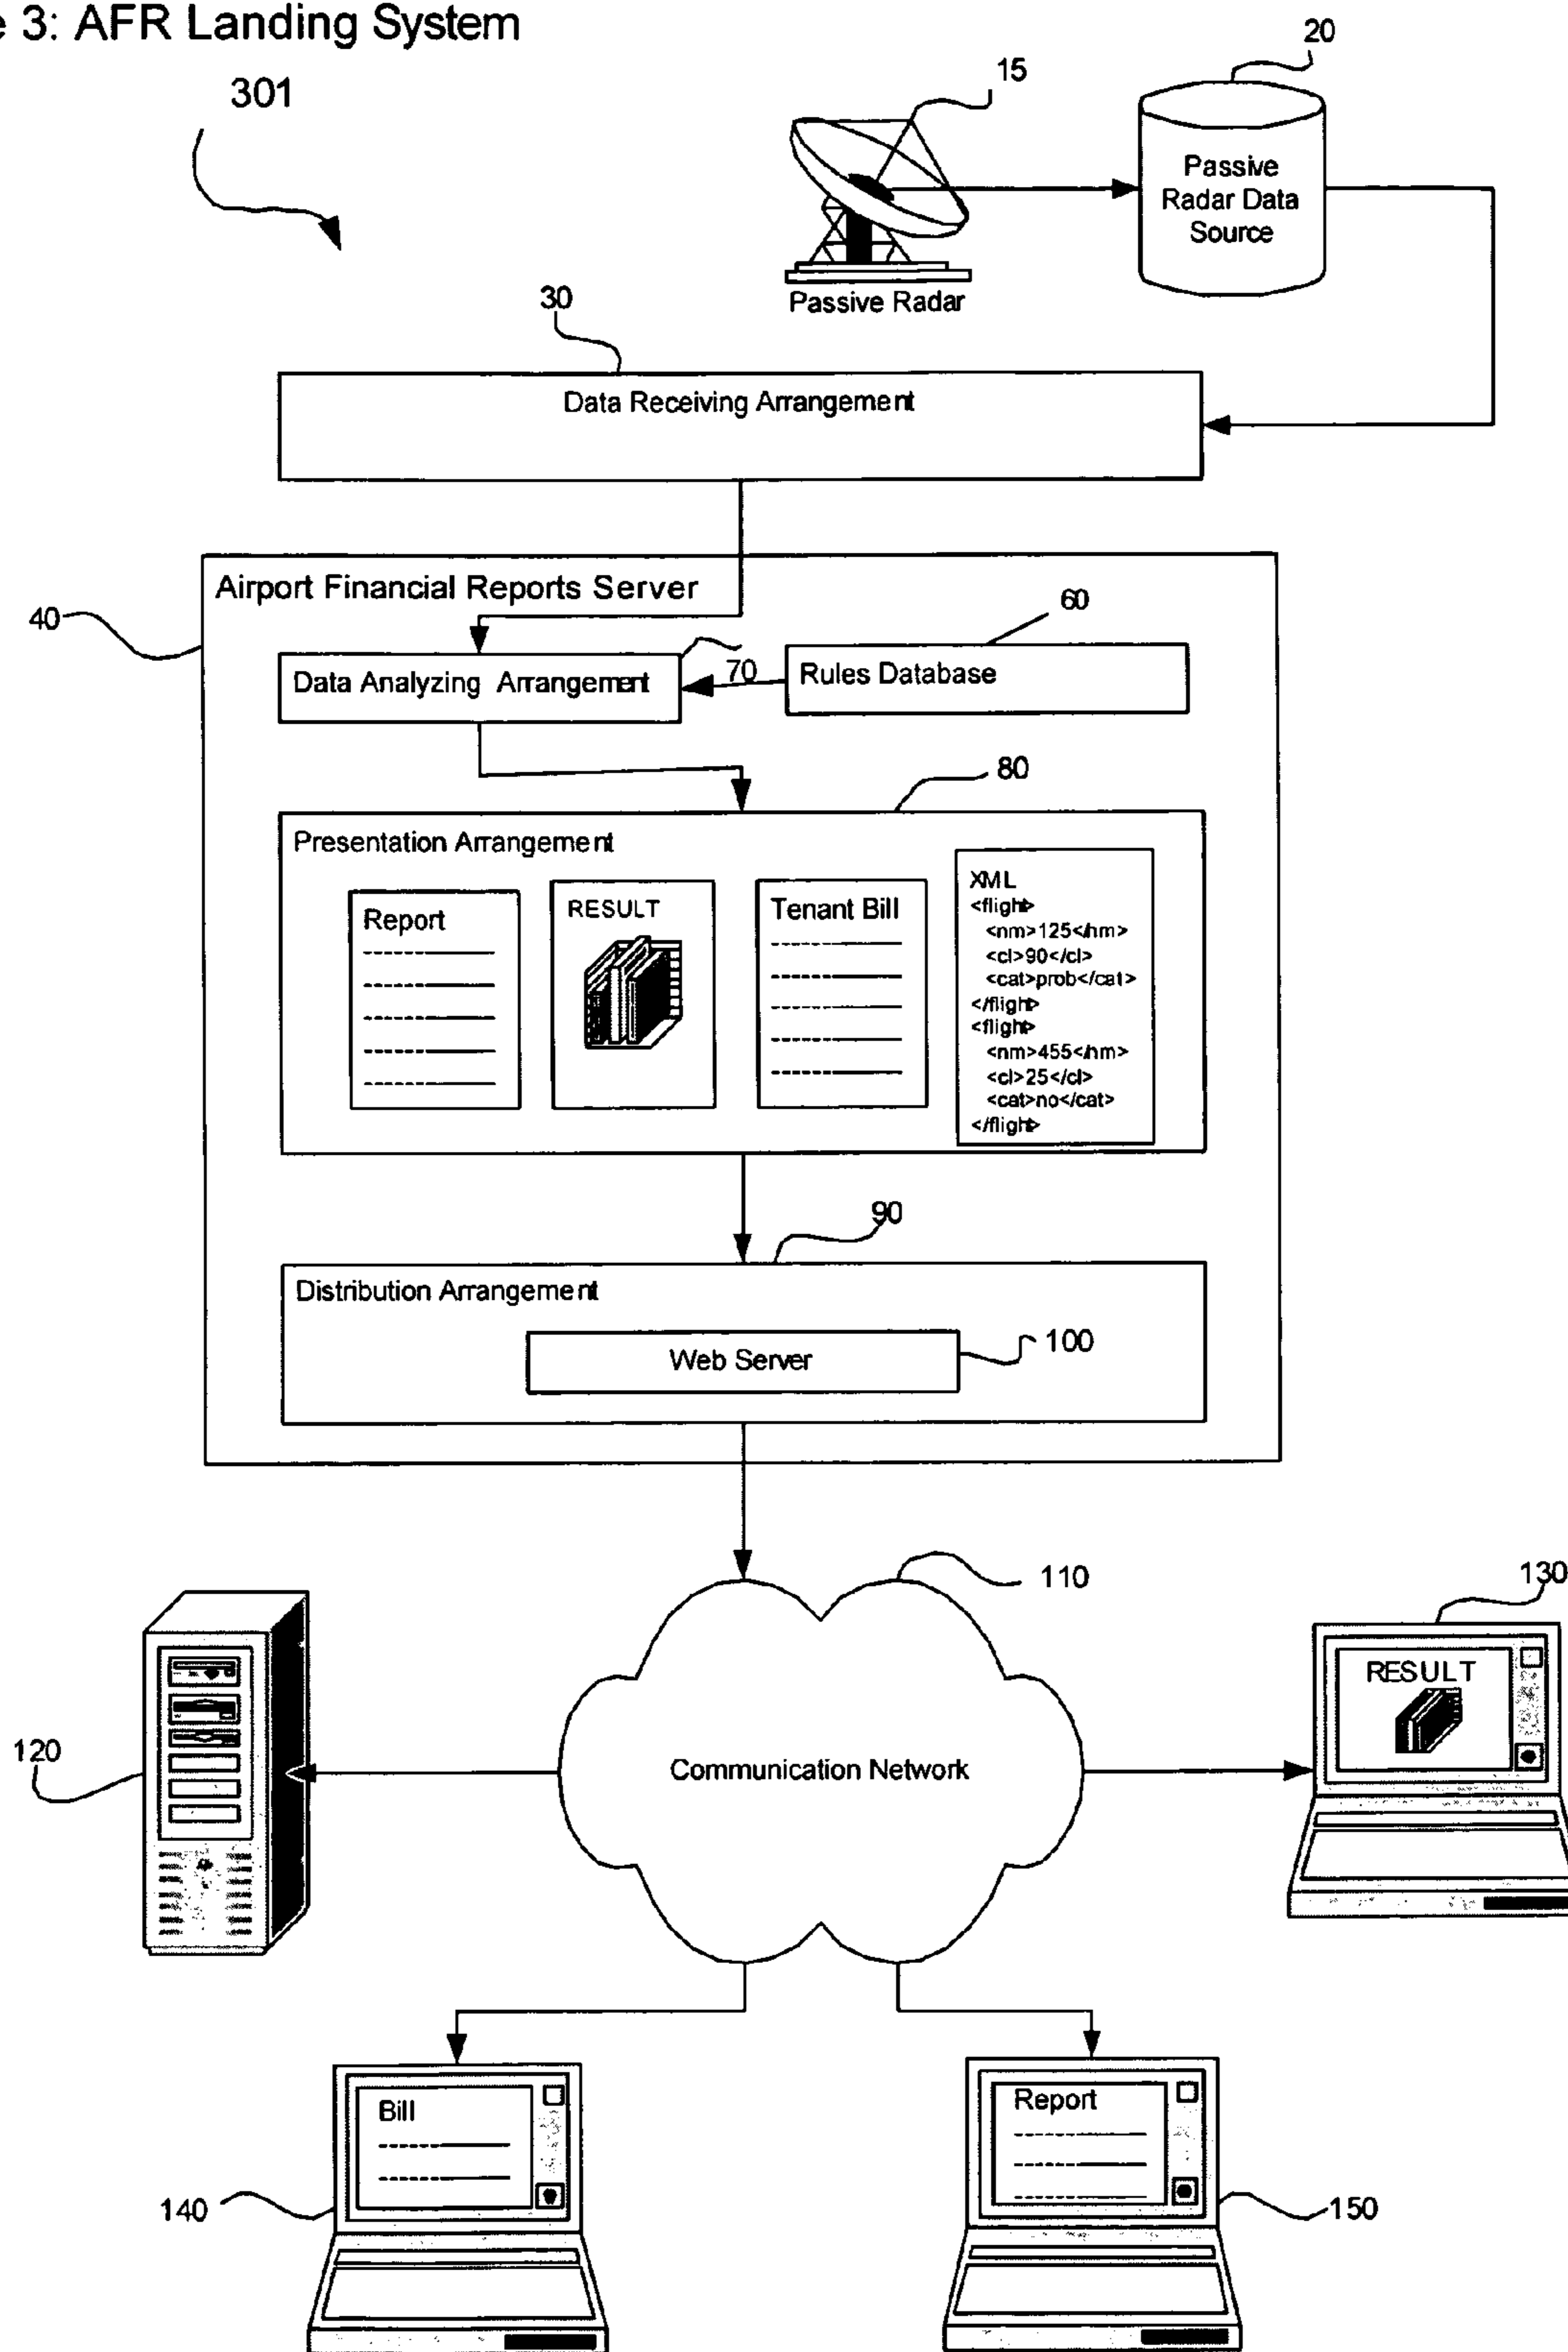 e 3: AFR Landing System
301
15
20
Passive
Radar Data
Source
Passive Radar
30
Data Receiving Arrangement
Airport Financial Reports Server
40
60
70
Data Analyzing Arrangement
Rules Database
80
Presentation Arrangement
Report
RESULT
Tenant Bill
XML
<flight>
<nm>125</nm>
<cl>90</cl>
<cat>prob</cat>
</flight>
<flight>
<nm>455</nm>
<cl>25</cl>
<cat>no</cat>
</flight>
90
Distribution Arrangement
Web Server
100
110
130
RESULT
120
Communication Network
Bill
Report
140
150